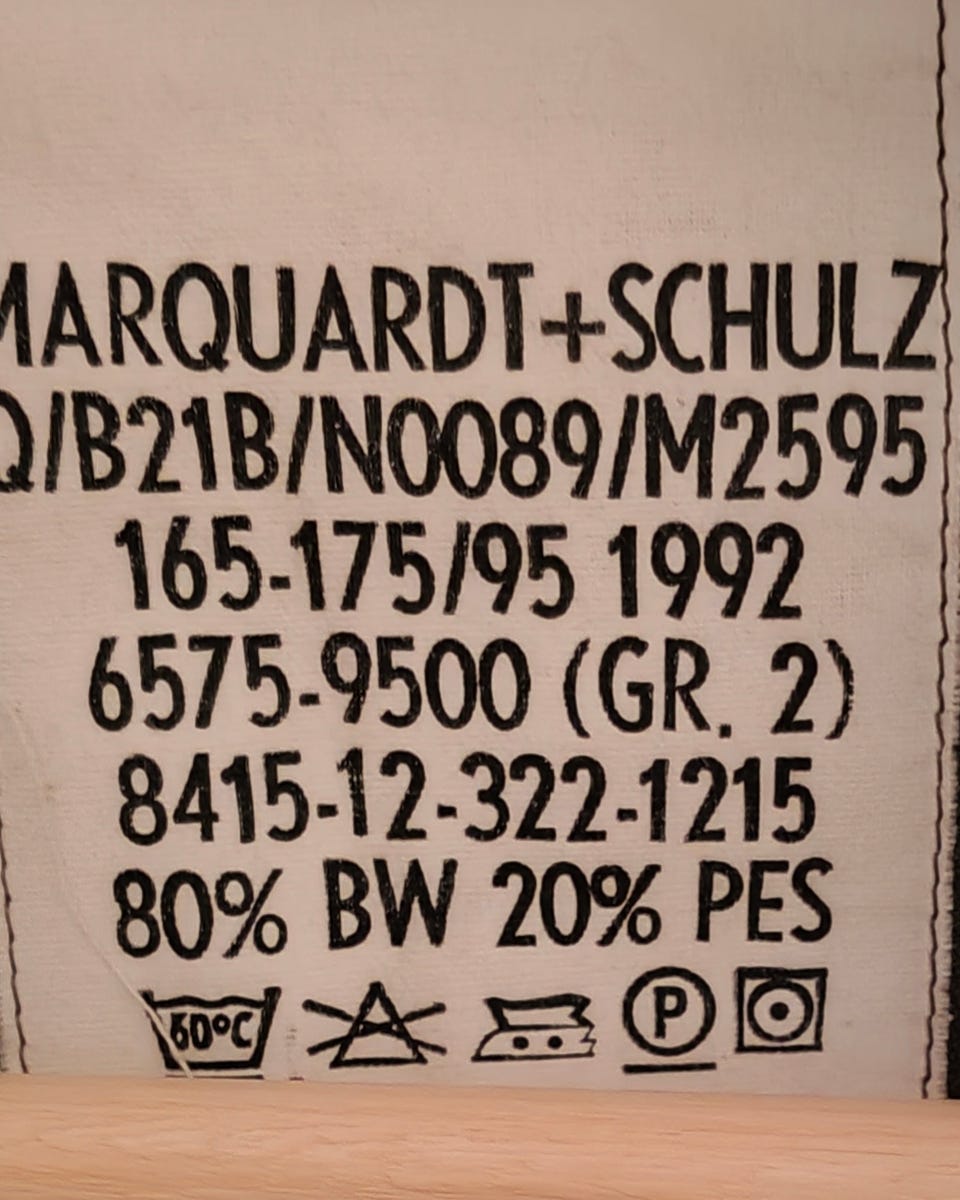 MARQUARDT+SCHULZ
Q/B21B/N0089/M2595
165-175/95 1992
6575-9500 (GR. 2)
8415-12-322-1215
80% BW 20% PES
60°C P